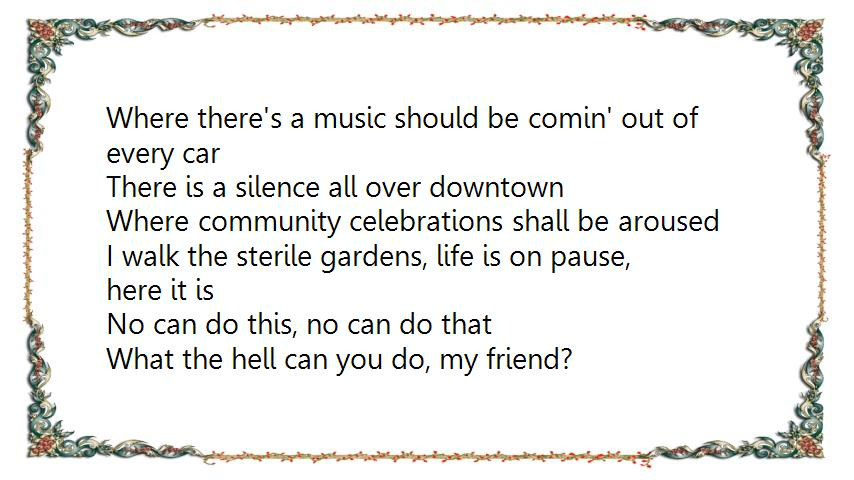 Where there's a music should be comin' out of
every car
There is a silence all over downtown
Where community celebrations shall be aroused
I walk the sterile gardens, life is on pause,
here it is
No can do this, no can do that
What the hell can you do, my friend?